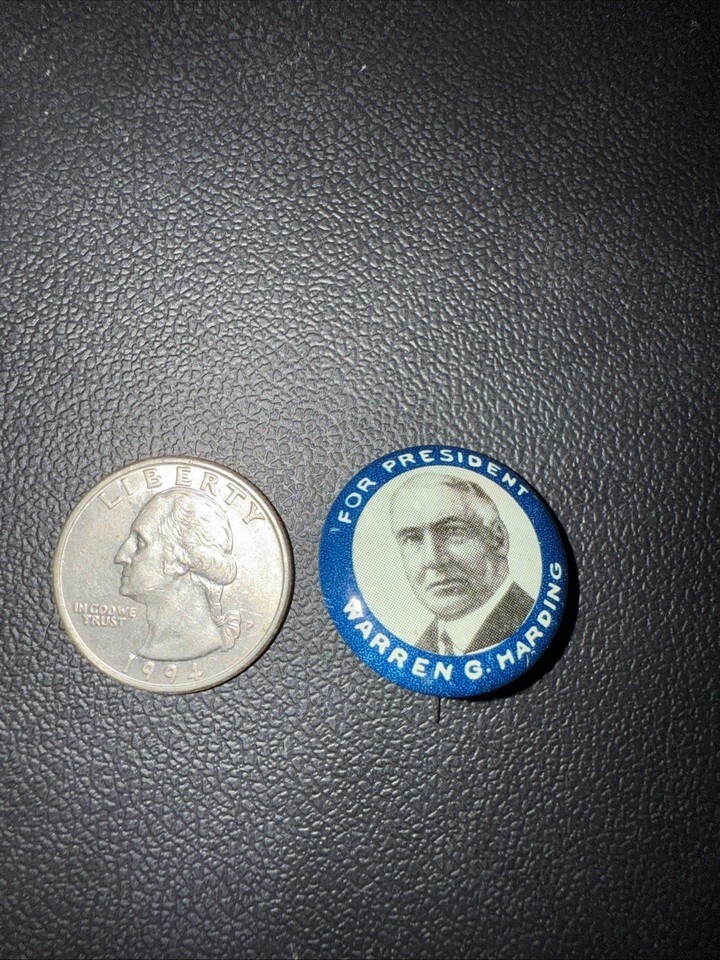 LIBERTY
IN GOD WE
TRUST
P
1994
FOR PRESIDENT
WARREN G. HARDING